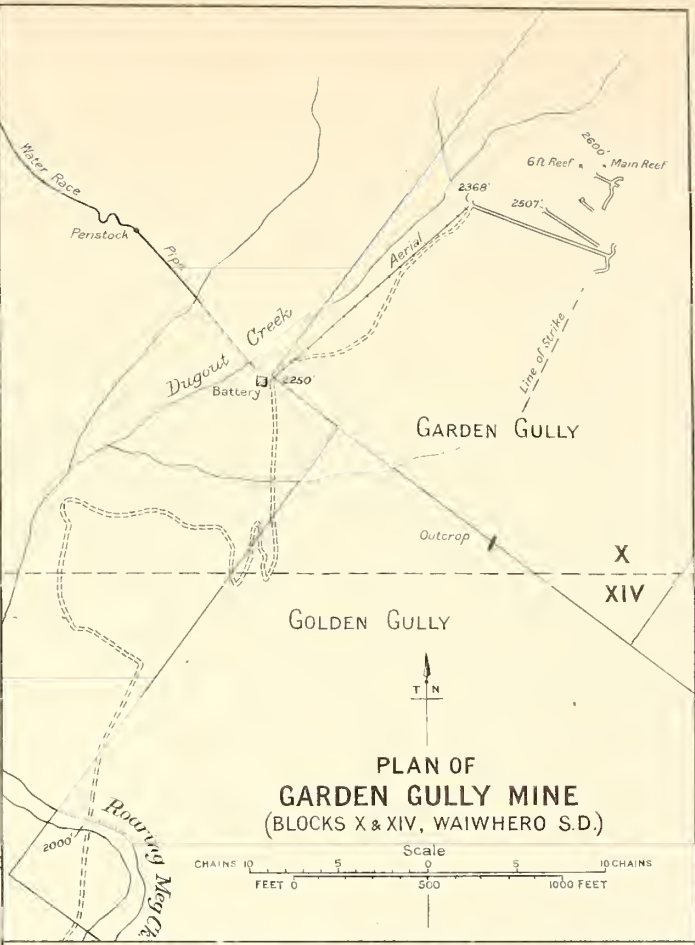 Water Race
Penstock
Pipe
2600'
6ft Reef
Main Reef
2368'
2507'
Aerial
Dugout Creek
Battery
2250'
Line of Strike
GARDEN GULLY
Outcrop
X
XIV
GOLDEN GULLY
T N
PLAN OF
GARDEN GULLY MINE
(BLOCKS X & XIV, WAIWHERO S.D.)
Scale
CHAINS 10 5 0 5 10 CHAINS
FEET 0 500 1000 FEET
Roaring Meg Ck
2000'